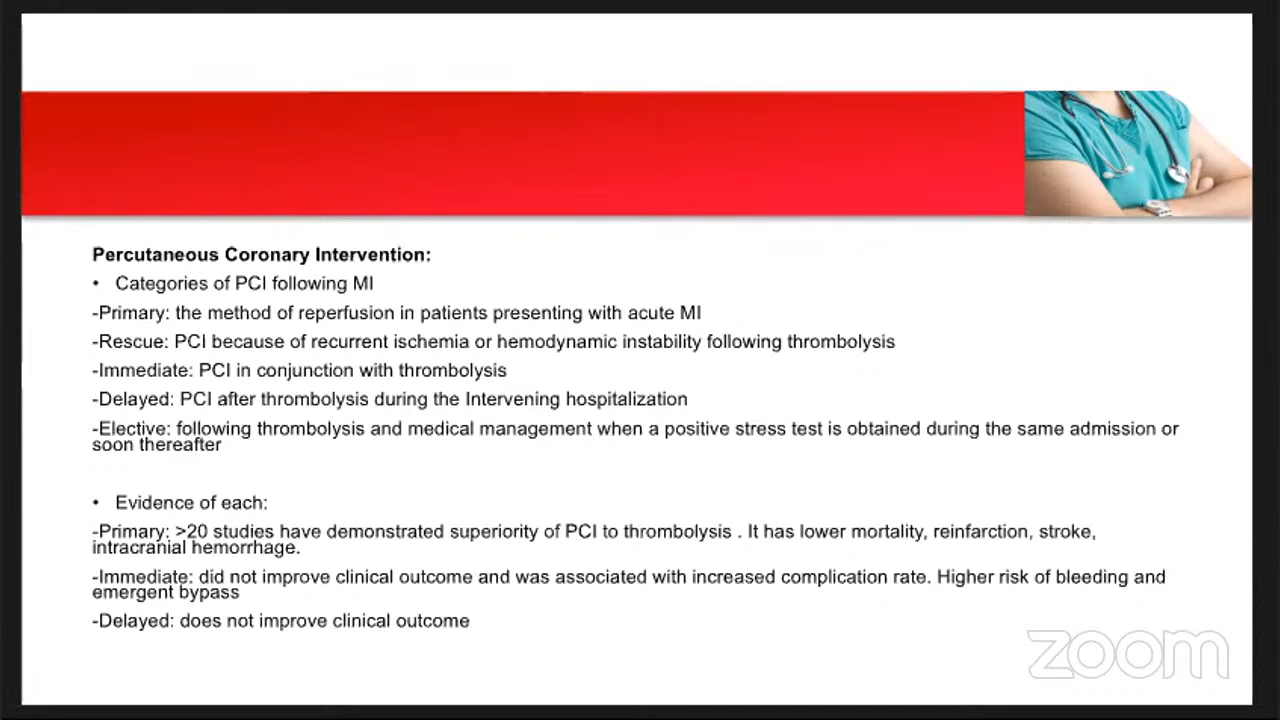 Percutaneous Coronary Intervention:
• Categories of PCI following MI
-Primary: the method of reperfusion in patients presenting with acute MI
-Rescue: PCI because of recurrent ischemia or hemodynamic instability following thrombolysis
-Immediate: PCI in conjunction with thrombolysis
-Delayed: PCI after thrombolysis during the Intervening hospitalization
-Elective: following thrombolysis and medical management when a positive stress test is obtained during the same admission or
soon thereafter
• Evidence of each:
-Primary: >20 studies have demonstrated superiority of PCI to thrombolysis . It has lower mortality, reinfarction, stroke,
intracranial hemorrhage.
-Immediate: did not improve clinical outcome and was associated with increased complication rate. Higher risk of bleeding and
emergent bypass
-Delayed: does not improve clinical outcome
zoom